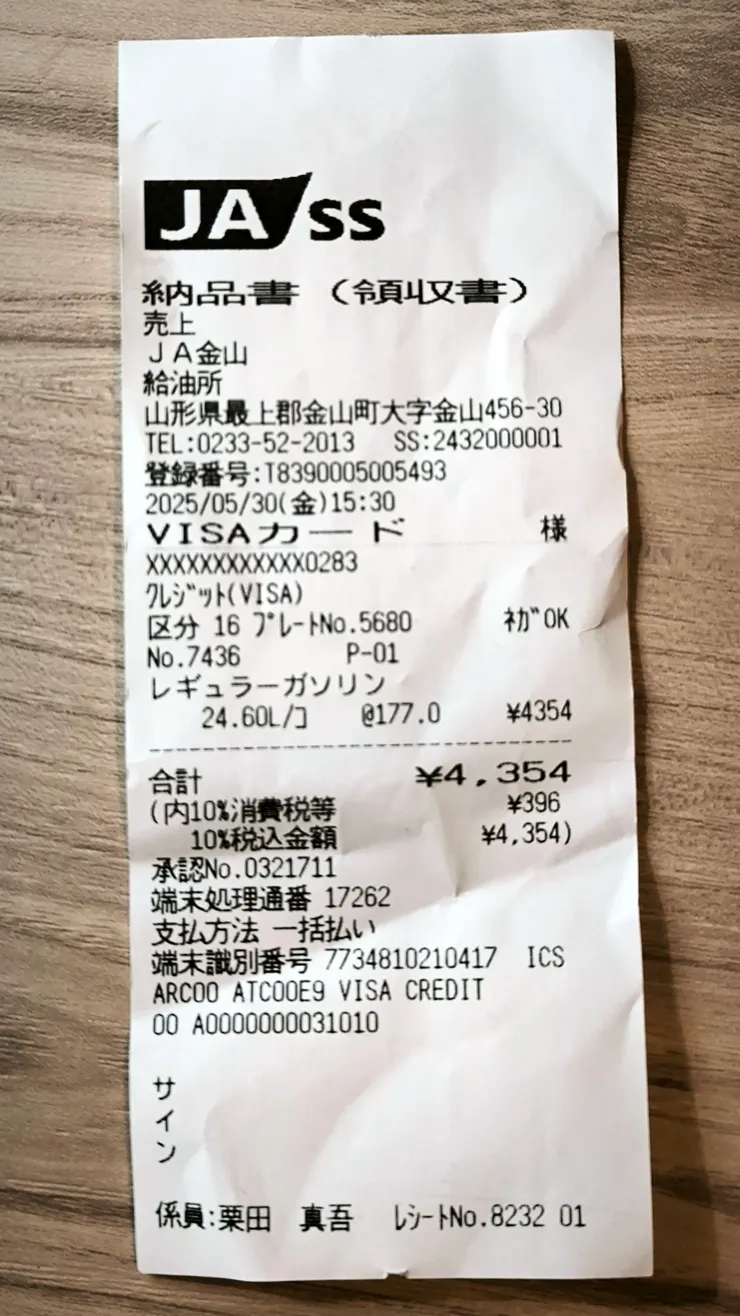 JA SS
納品書（領収書）
売上
ＪＡ金山
給油所
山形県最上郡金山町大字金山456-30
TEL:0233-52-2013 SS:2432000001
登録番号:T8390005005493
2025/05/30(金)15:30
VISAカード 様
XXXXXXXXXXXX0283
ｸﾚｼﾞｯﾄ(VISA)
区分 16 ﾌﾟﾚｰﾄNo.5680 ﾈｶﾞOK
No.7436 P-01
レギュラーガソリン
24.60L/ｺ @177.0 ¥4354
合計 ¥4,354
(内10%消費税等 ¥396
10%税込金額 ¥4,354)
承認No.0321711
端末処理通番 17262
支払方法 一括払い
端末識別番号 7734810210417 ICS
ARC00 ATC00E9 VISA CREDIT
00 A0000000031010
サイン
係員:栗田 真吾 ﾚｼｰﾄNo.8232 01